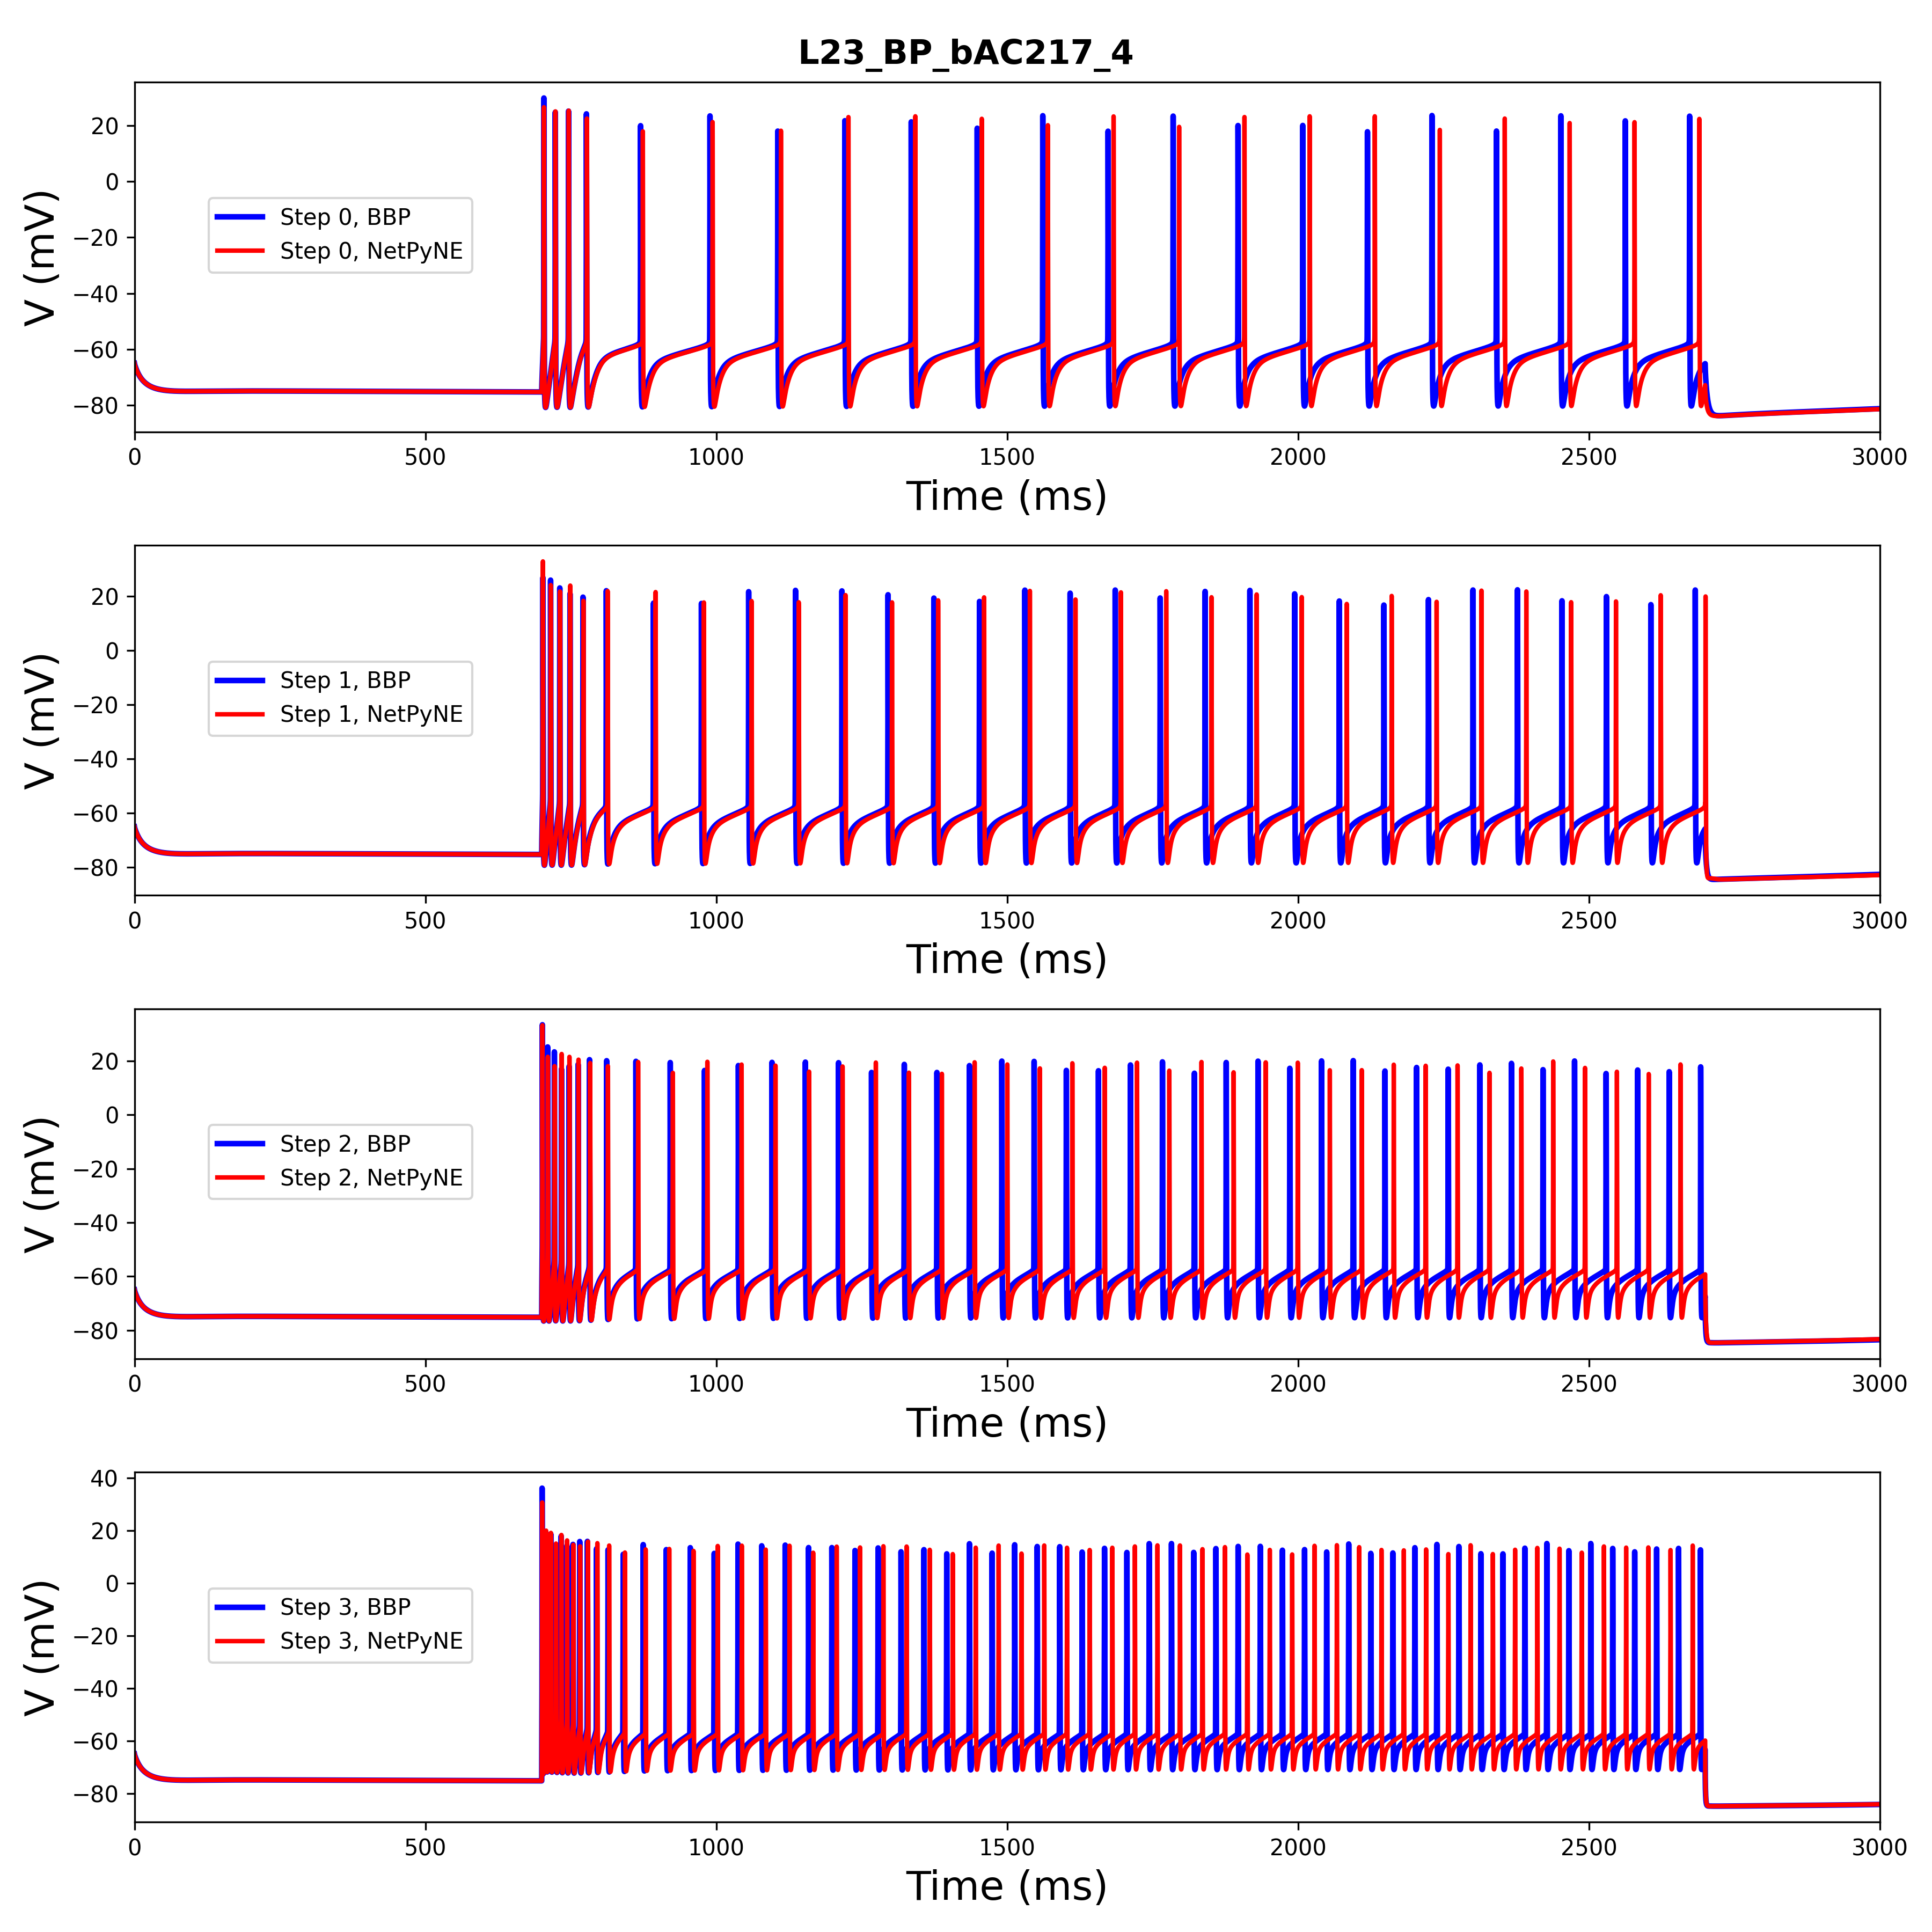 L23_BP_bAC217_4
20
0
−20
−40
−60
−80
V (mV)
Step 0, BBP
Step 0, NetPyNE
0 500 1000 1500 2000 2500 3000
Time (ms)
20
0
−20
−40
−60
−80
V (mV)
Step 1, BBP
Step 1, NetPyNE
0 500 1000 1500 2000 2500 3000
Time (ms)
20
0
−20
−40
−60
−80
V (mV)
Step 2, BBP
Step 2, NetPyNE
0 500 1000 1500 2000 2500 3000
Time (ms)
40
20
0
−20
−40
−60
−80
V (mV)
Step 3, BBP
Step 3, NetPyNE
0 500 1000 1500 2000 2500 3000
Time (ms)